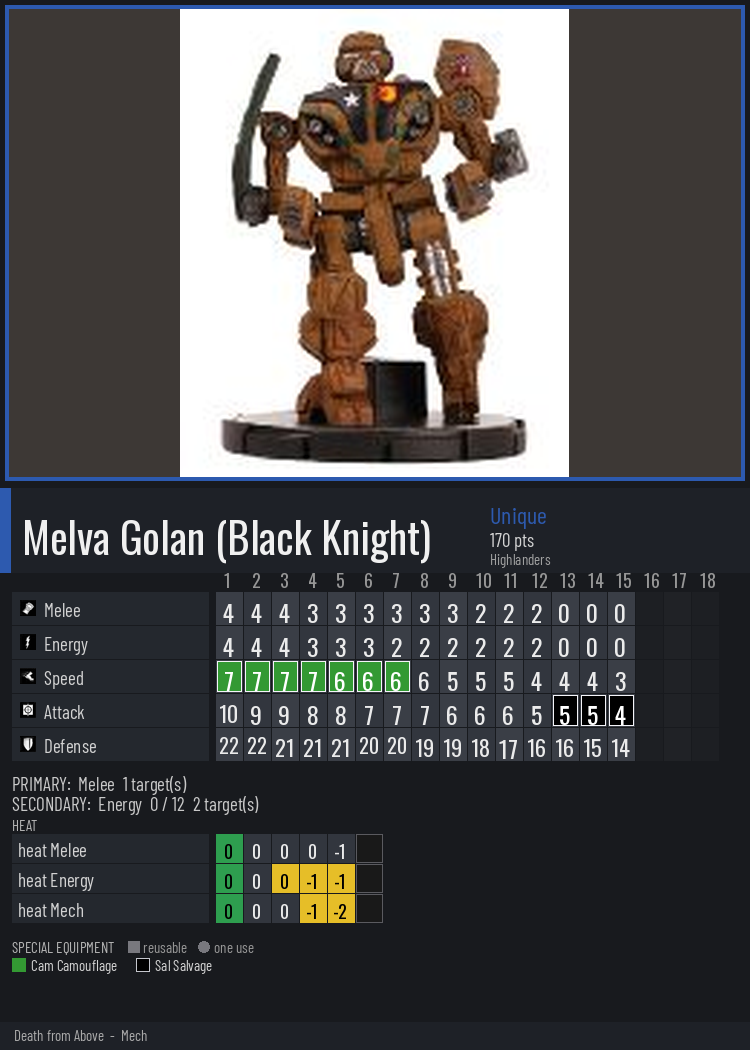 Melva Golan (Black Knight)
Unique
170 pts
Highlanders
1 2 3 4 5 6 7 8 9 10 11 12 13 14 15 16 17 18
Melee 4 4 4 3 3 3 3 3 3 2 2 2 0 0 0
Energy 4 4 4 3 3 3 2 2 2 2 2 2 0 0 0
Speed 7 7 7 7 6 6 6 6 5 5 5 4 4 4 3
Attack 10 9 9 8 8 7 7 7 6 6 6 5 5 5 4
Defense 22 22 21 21 21 20 20 19 19 18 17 16 16 15 14
PRIMARY: Melee 1 target(s)
SECONDARY: Energy 0 / 12 2 target(s)
HEAT
heat Melee 0 0 0 0 -1
heat Energy 0 0 0 -1 -1
heat Mech 0 0 0 -1 -2
SPECIAL EQUIPMENT reusable one use
Cam Camouflage Sal Salvage
Death from Above - Mech